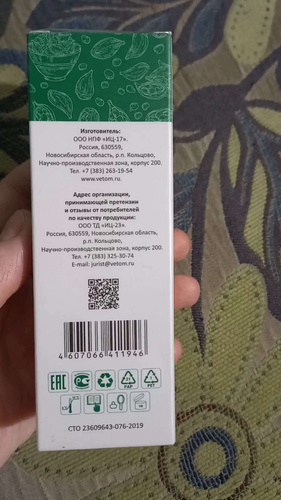 Изготовитель:
ООО НПФ «ИЦ-17».
Россия, 630559,
Новосибирская область, р.п. Кольцово,
Научно-производственная зона, корпус 200.
Тел. +7 (383) 263-19-54
www.vetom.ru
Адрес организации,
принимающей претензии
и отзывы от потребителей
по качеству продукции:
ООО ТД «ИЦ-23».
Россия, 630559, Новосибирская область,
р.п. Кольцово,
Научно-производственная зона, корпус 200.
Тел. +7 (383) 325-30-74
E-mail: jurist@vetom.ru
4 607066 411946
ЕАС
PAP
PET
СТО 23609643-076-2019